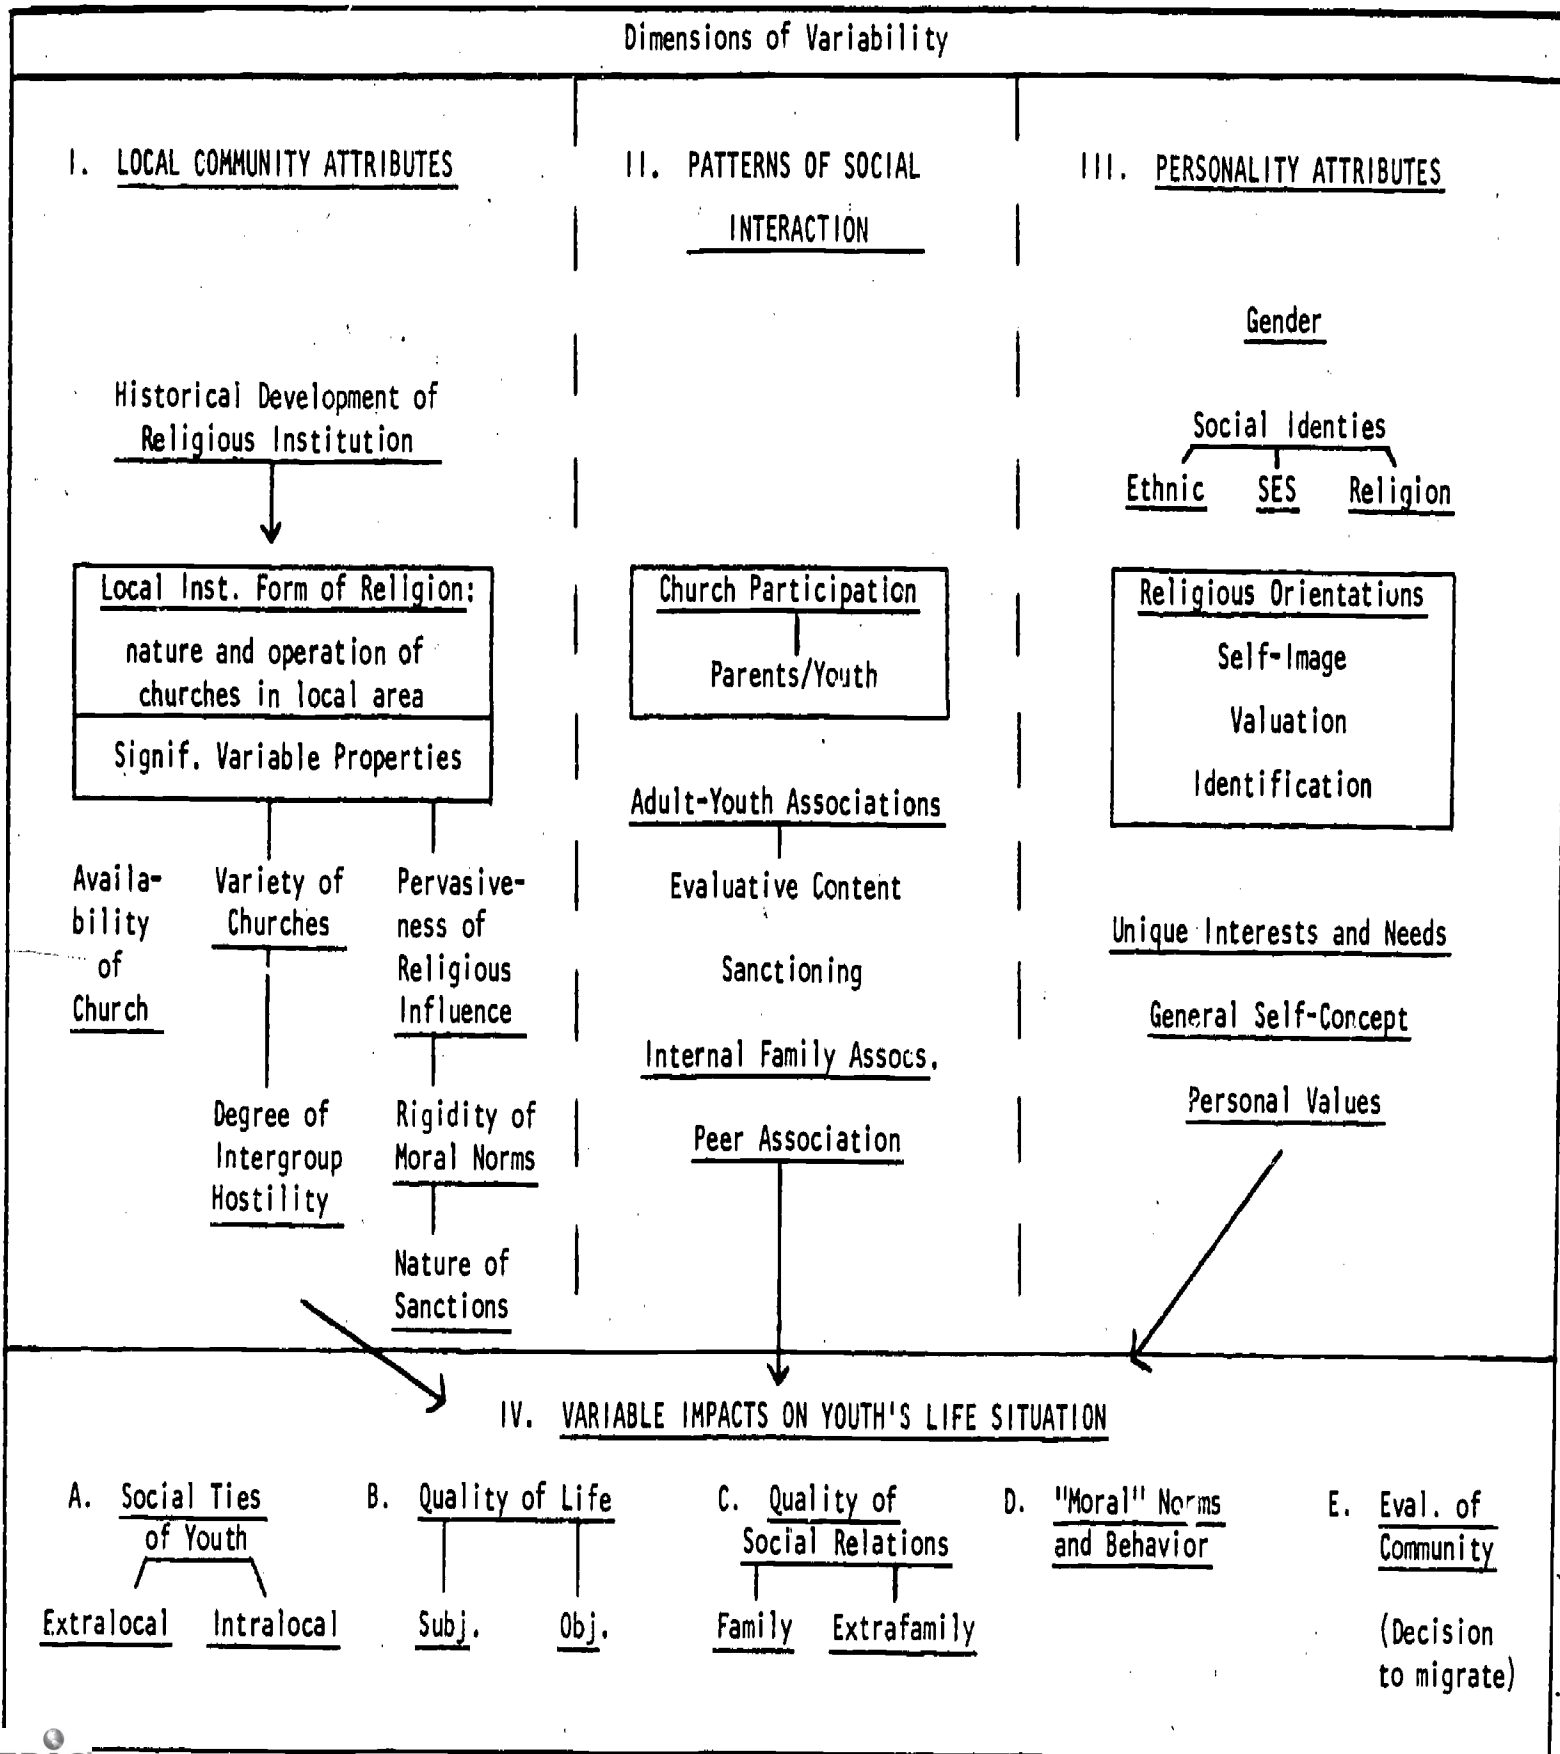 Dimensions of Variability
I. LOCAL COMMUNITY ATTRIBUTES
Historical Development of
Religious Institution
Local Inst. Form of Religion:
nature and operation of
churches in local area
Signif. Variable Properties
Availa-
bility
of
Church
Variety of
Churches
Degree of
Intergroup
Hostility
Pervasive-
ness of
Religious
Influence
Rigidity of
Moral Norms
Nature of
Sanctions
II. PATTERNS OF SOCIAL
INTERACTION
Church Participation
Parents/Youth
Adult-Youth Associations
Evaluative Content
Sanctioning
Internal Family Assocs.
Peer Association
III. PERSONALITY ATTRIBUTES
Gender
Social Identies
Ethnic SES Religion
Religious Orientations
Self-Image
Valuation
Identification
Unique Interests and Needs
General Self-Concept
Personal Values
IV. VARIABLE IMPACTS ON YOUTH'S LIFE SITUATION
A. Social Ties
of Youth
Extralocal Intralocal
B. Quality of Life
Subj. Obj.
C. Quality of
Social Relations
Family Extrafamily
D. "Moral" Norms
and Behavior
E. Eval. of
Community
(Decision
to migrate)